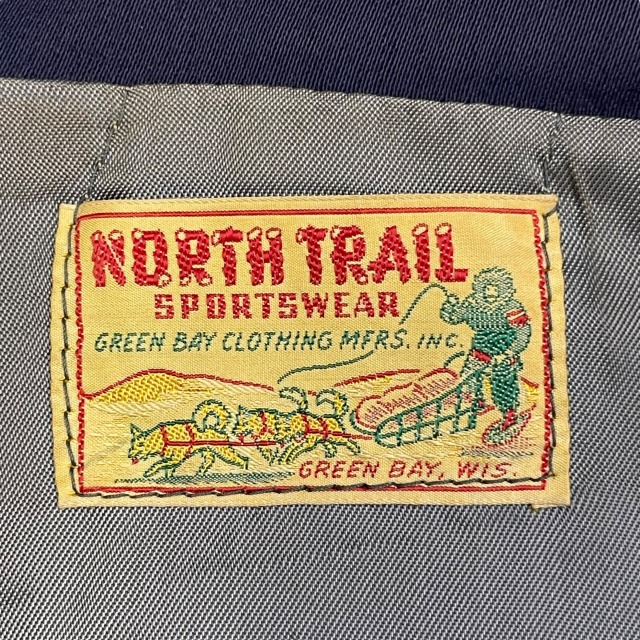 NORTH TRAIL
SPORTSWEAR
GREEN BAY CLOTHING MFRS. INC.
GREEN BAY, WIS.